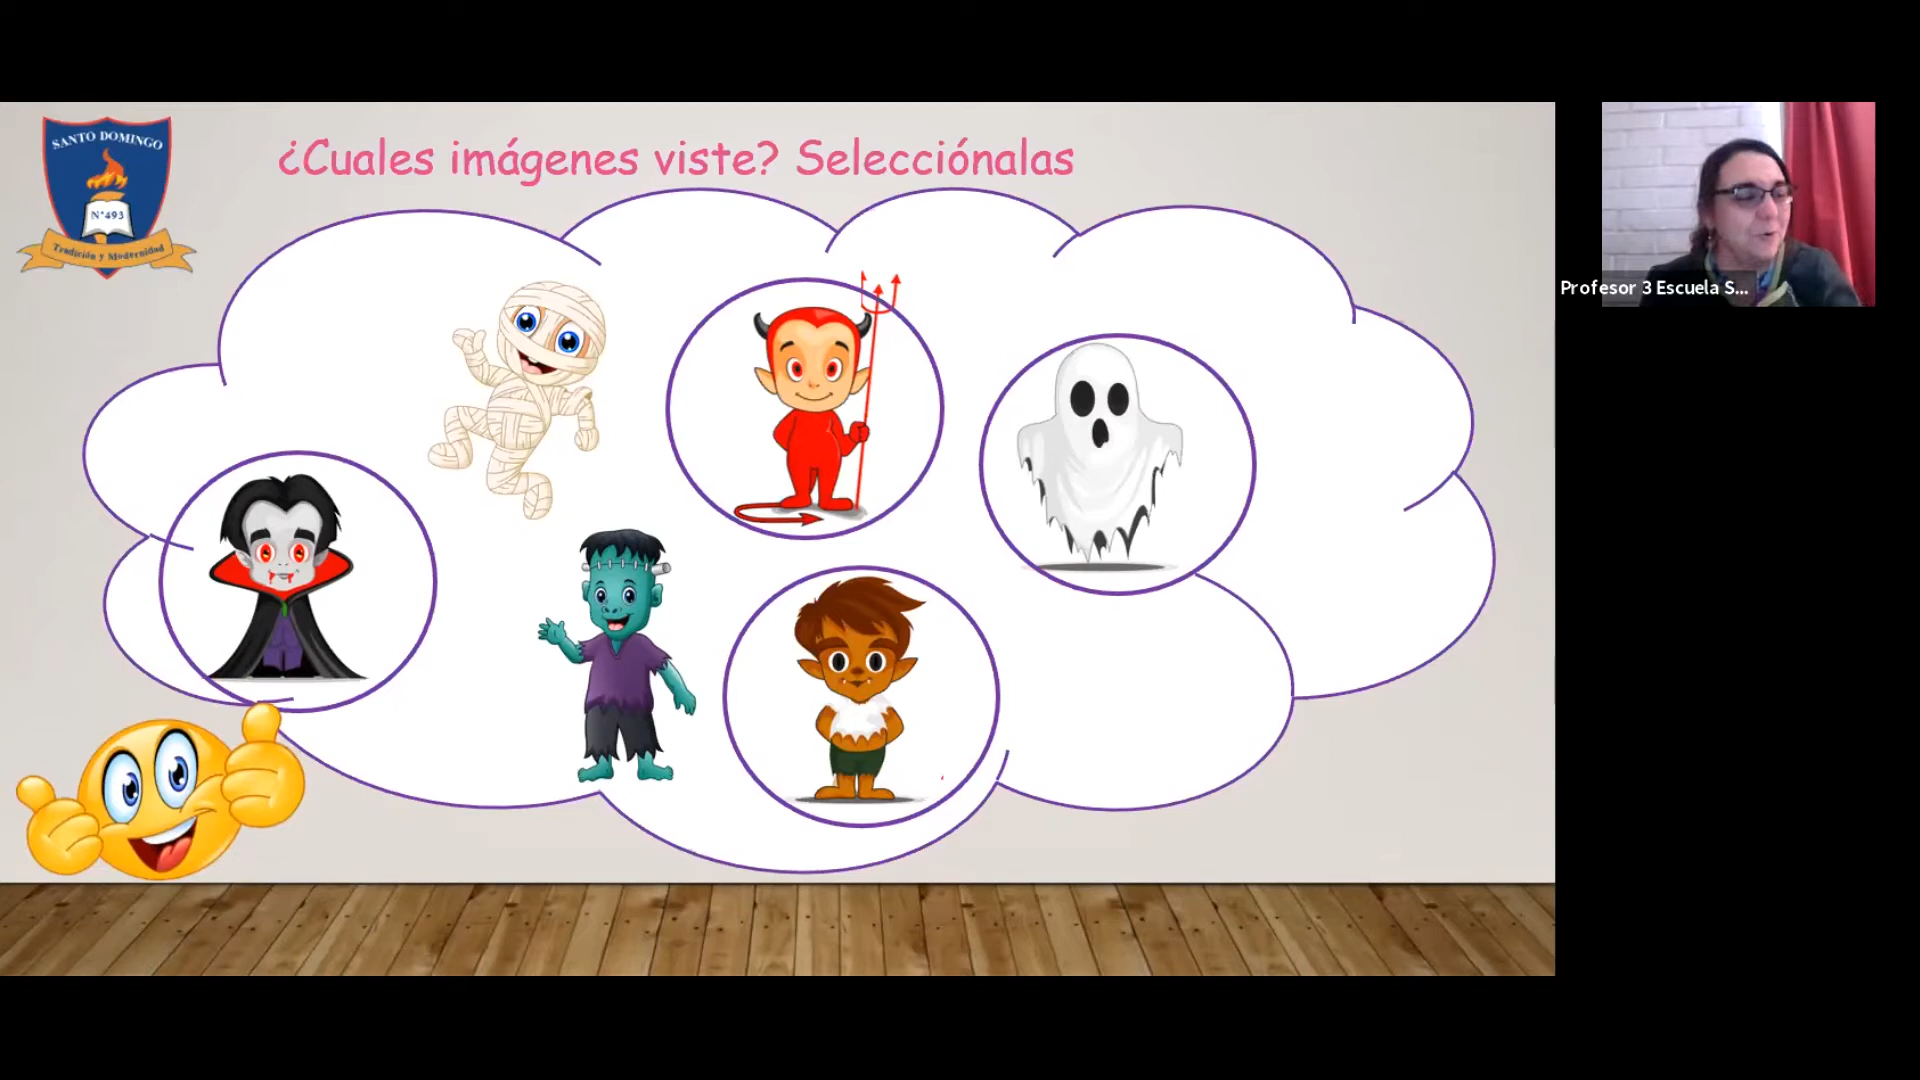 SANTO DOMINGO
N°493
Tradición y Modernidad
¿Cuales imágenes viste? Selecciónalas
Profesor 3 Escuela S...